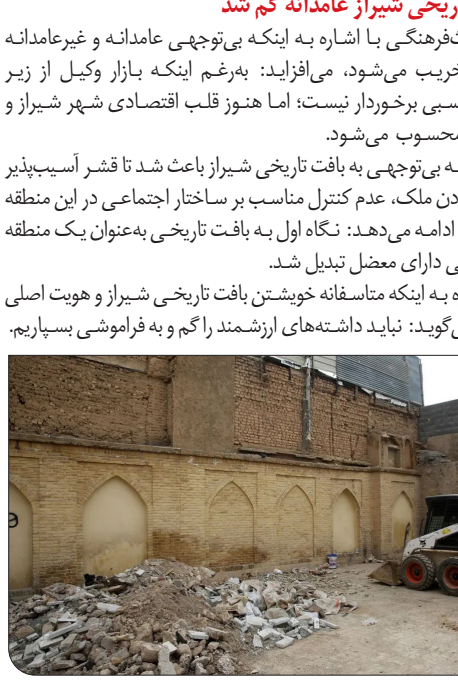 ریخی شیراز عامدانه گم شد
ثفرهنگی با اشاره به اینکه بی‌توجهی عامدانه و غیرعامدانه
خریب می‌شود، می‌افزاید: به‌رغم اینکه بازار وکیل از زیر
سبی برخوردار نیست؛ اما هنوز قلب اقتصادی شهر شیراز و
محسوب می‌شود.
ه بی‌توجهی به بافت تاریخی شیراز باعث شد تا قشر آسیب‌پذیر
دن ملک، عدم کنترل مناسب بر ساختار اجتماعی در این منطقه
ادامه می‌دهد: نگاه اول به بافت تاریخی به‌عنوان یک منطقه
ی دارای معضل تبدیل شد.
ه به اینکه متاسفانه خویشتن بافت تاریخی شیراز و هویت اصلی
ی‌گوید: نباید داشته‌های ارزشمند را گم و به فراموشی بسپاریم.